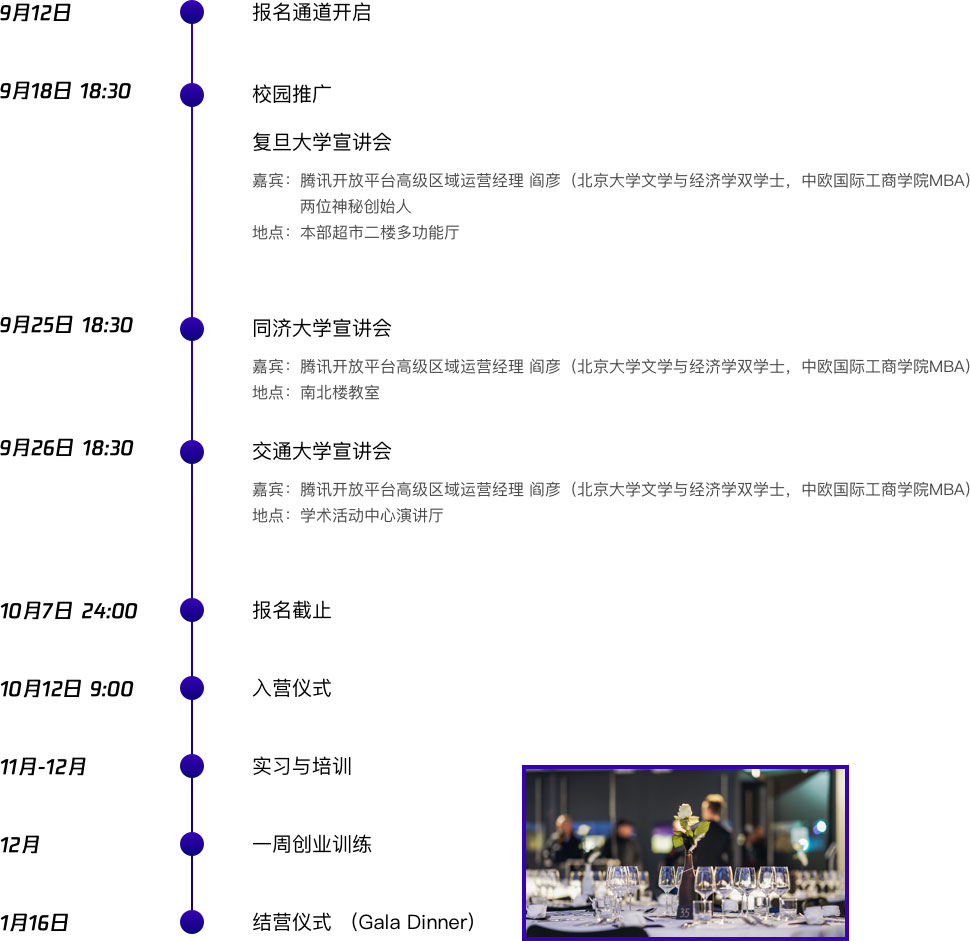 9月12日 报名通道开启
9月18日 18:30 校园推广
复旦大学宣讲会
嘉宾：腾讯开放平台高级区域运营经理 阎彦（北京大学文学与经济学双学士，中欧国际工商学院MBA）
两位神秘创始人
地点：本部超市二楼多功能厅
9月25日 18:30 同济大学宣讲会
嘉宾：腾讯开放平台高级区域运营经理 阎彦（北京大学文学与经济学双学士，中欧国际工商学院MBA）
地点：南北楼教室
9月26日 18:30 交通大学宣讲会
嘉宾：腾讯开放平台高级区域运营经理 阎彦（北京大学文学与经济学双学士，中欧国际工商学院MBA）
地点：学术活动中心演讲厅
10月7日 24:00 报名截止
10月12日 9:00 入营仪式
11月-12月 实习与培训
12月 一周创业训练
1月16日 结营仪式 （Gala Dinner）
35